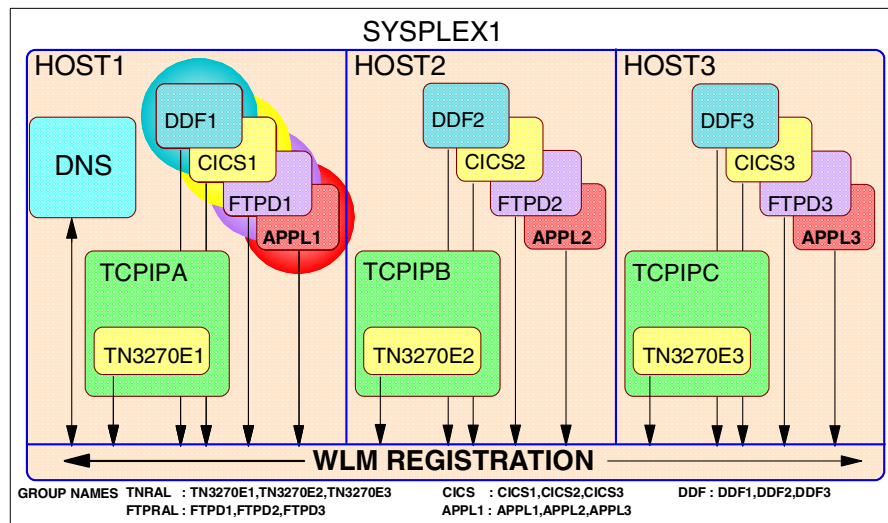 SYSPLEX1
HOST1
HOST2
HOST3
DNS
DDF1
CICS1
FTPD1
APPL1
TCPIPA
TN3270E1
DDF2
CICS2
FTPD2
APPL2
TCPIPB
TN3270E2
DDF3
CICS3
FTPD3
APPL3
TCPIPC
TN3270E3
WLM REGISTRATION
GROUP NAMES TNRAL : TN3270E1,TN3270E2,TN3270E3 CICS : CICS1,CICS2,CICS3 DDF : DDF1,DDF2,DDF3
FTPRAL : FTPD1,FTPD2,FTPD3 APPL1 : APPL1,APPL2,APPL3